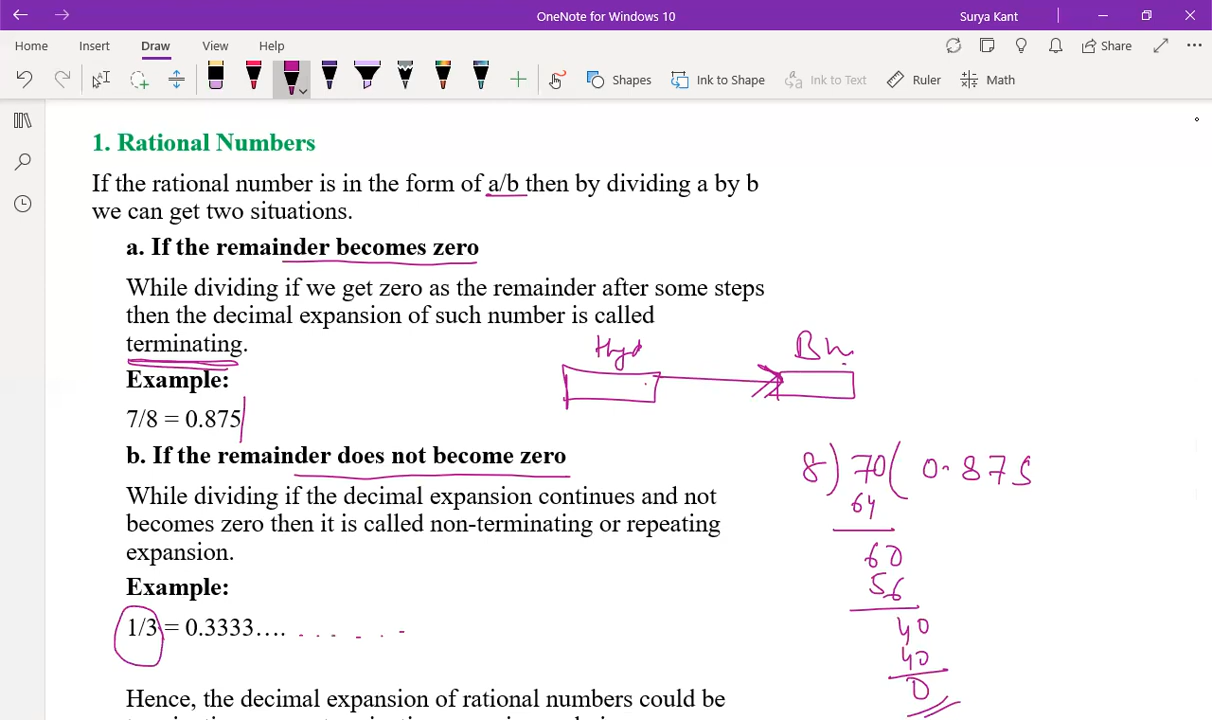 OneNote for Windows 10
Surya Kant
Home Insert Draw View Help
Share
Shapes Ink to Shape Ink to Text Ruler Math
1. Rational Numbers
If the rational number is in the form of a/b then by dividing a by b
we can get two situations.
a. If the remainder becomes zero
While dividing if we get zero as the remainder after some steps
then the decimal expansion of such number is called
terminating.
Hyd
Example:
7/8 = 0.875
b. If the remainder does not become zero
8) 70( 0.875
While dividing if the decimal expansion continues and not
64
becomes zero then it is called non-terminating or repeating
60
expansion.
56
Example:
1/3 = 0.3333…. . . . . . .
40
40
0
Hence, the decimal expansion of rational numbers could be